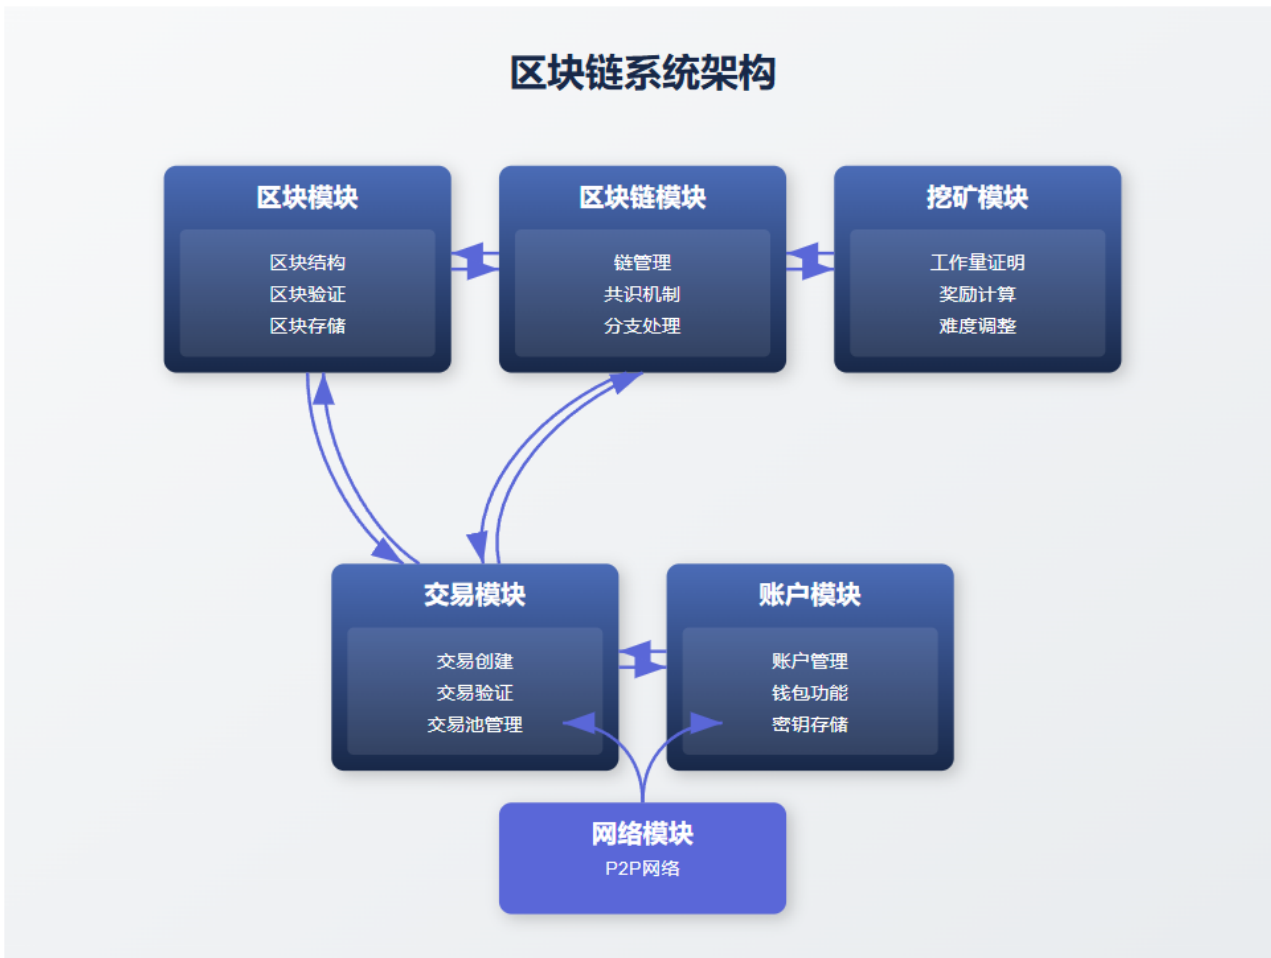 区块链系统架构
区块模块
区块结构
区块验证
区块存储
区块链模块
链管理
共识机制
分支处理
挖矿模块
工作量证明
奖励计算
难度调整
交易模块
交易创建
交易验证
交易池管理
账户模块
账户管理
钱包功能
密钥存储
网络模块
P2P网络